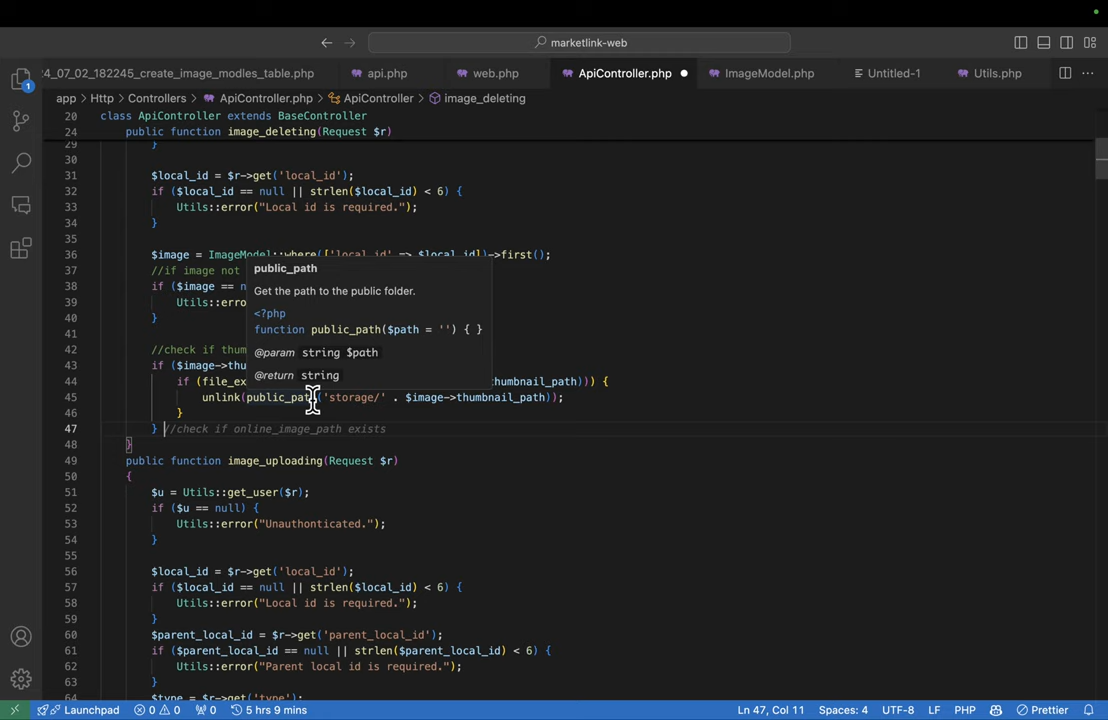 marketlink-web
24_07_02_182245_create_image_modles_table.php api.php web.php ApiController.php ImageModel.php Untitled-1 Utils.php
app > Http > Controllers > ApiController.php > ApiController > image_deleting
20 class ApiController extends BaseController
24 public function image_deleting(Request $r)
29 }
30
31 $local_id = $r->get('local_id');
32 if ($local_id == null || strlen($local_id) < 6) {
33 Utils::error("Local id is required.");
34 }
35
36 $image = ImageModel::where(['local_id' => $local_id])->first();
37 //if image not
38 if ($image == n
39 Utils::erro
40 }
41
42 //check if thum
43 if ($image->thu
44 if (file_ex thumbnail_path))) {
45 unlink(public_path('storage/' . $image->thumbnail_path));
46 }
47 } //check if online_image_path exists
48 }
49 public function image_uploading(Request $r)
50 {
51 $u = Utils::get_user($r);
52 if ($u == null) {
53 Utils::error("Unauthonticated.");
54 }
55
56 $local_id = $r->get('local_id');
57 if ($local_id == null || strlen($local_id) < 6) {
58 Utils::error("Local id is required.");
59 }
60 $parent_local_id = $r->get('parent_local_id');
61 if ($parent_local_id == null || strlen($parent_local_id) < 6) {
62 Utils::error("Parent local id is required.");
63 }
64 $type = $r->get('type');
public_path
Get the path to the public folder.
<?php
function public_path($path = '') { }
@param string $path
@return string
1
Launchpad 0 0 0 5 hrs 9 mins Ln 47, Col 11 Spaces: 4 UTF-8 LF PHP Prettier